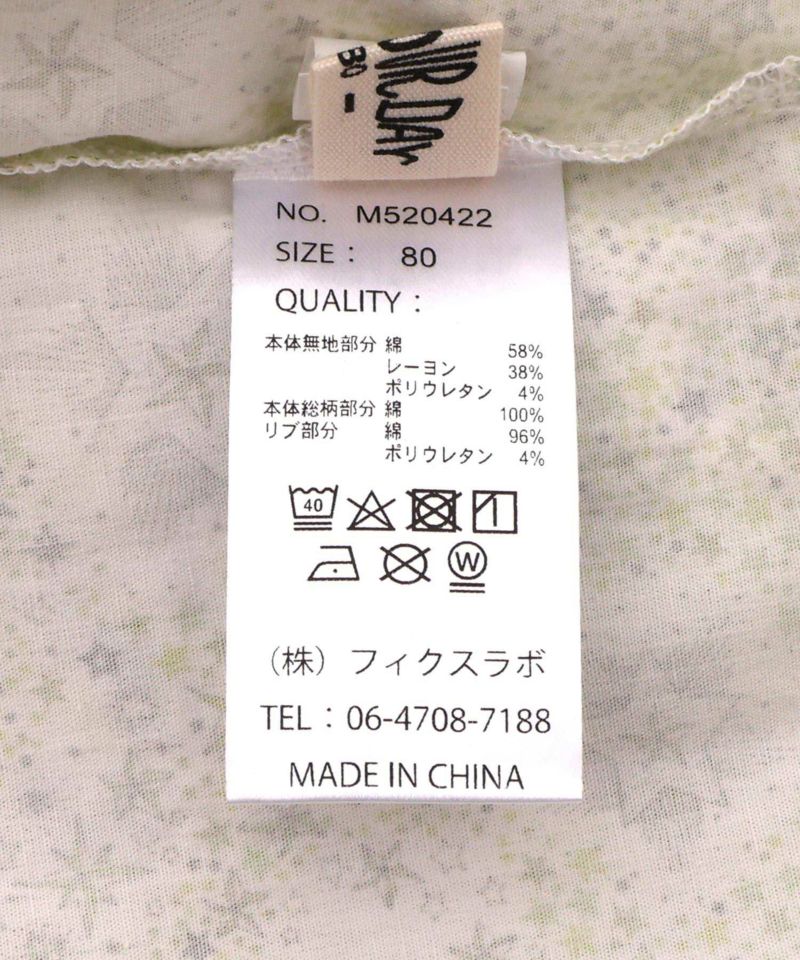 DAY
80
NO. M520422
SIZE : 80
QUALITY :
本体無地部分 綿 58%
レーヨン 38%
ポリウレタン 4%
本体総柄部分 綿 100%
リブ部分 綿 96%
ポリウレタン 4%
40
W
(株) フィクスラボ
TEL : 06-4708-7188
MADE IN CHINA